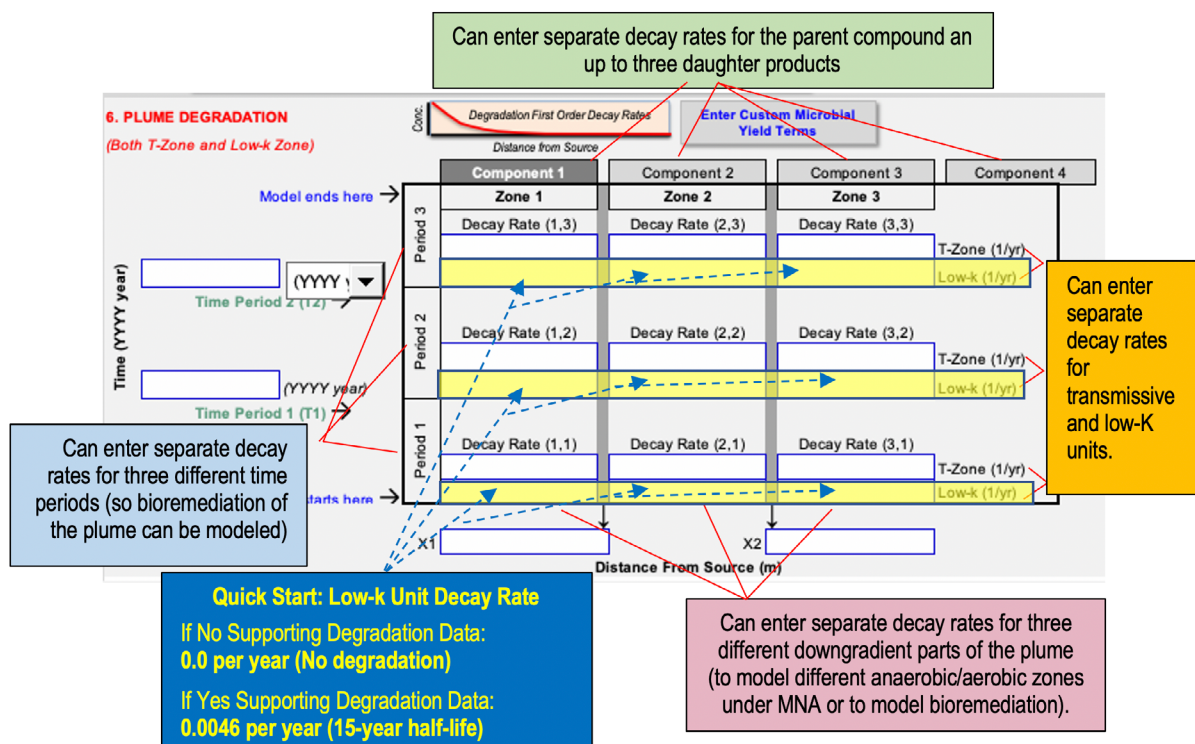 Can enter separate decay rates for the parent compound an
up to three daughter products
6. PLUME DEGRADATION
(Both T-Zone and Low-k Zone)
Conc.
Degradation First Order Decay Rates
Distance from Source
Enter Custom Microbial
Yield Terms
Component 1
Component 2
Component 3
Component 4
Model ends here
Zone 1
Zone 2
Zone 3
Period 3
Decay Rate (1,3)
Decay Rate (2,3)
Decay Rate (3,3)
T-Zone (1/yr)
Low-k (1/yr)
Time (YYYY year)
(YYYY y
Time Period 2 (T2)
Period 2
Decay Rate (1,2)
Decay Rate (2,2)
Decay Rate (3,2)
T-Zone (1/yr)
Low-k (1/yr)
(YYYY year)
Time Period 1 (T1)
Period 1
Decay Rate (1,1)
Decay Rate (2,1)
Decay Rate (3,1)
T-Zone (1/yr)
Low-k (1/yr)
starts here
X1
X2
Distance From Source (m)
Can enter
separate
decay rates
for
transmissive
and low-K
units.
Can enter separate decay
rates for three different time
periods (so bioremediation of
the plume can be modeled)
Quick Start: Low-k Unit Decay Rate
If No Supporting Degradation Data:
0.0 per year (No degradation)
If Yes Supporting Degradation Data:
0.0046 per year (15-year half-life)
Can enter separate decay rates for three
different downgradient parts of the plume
(to model different anaerobic/aerobic zones
under MNA or to model bioremediation).